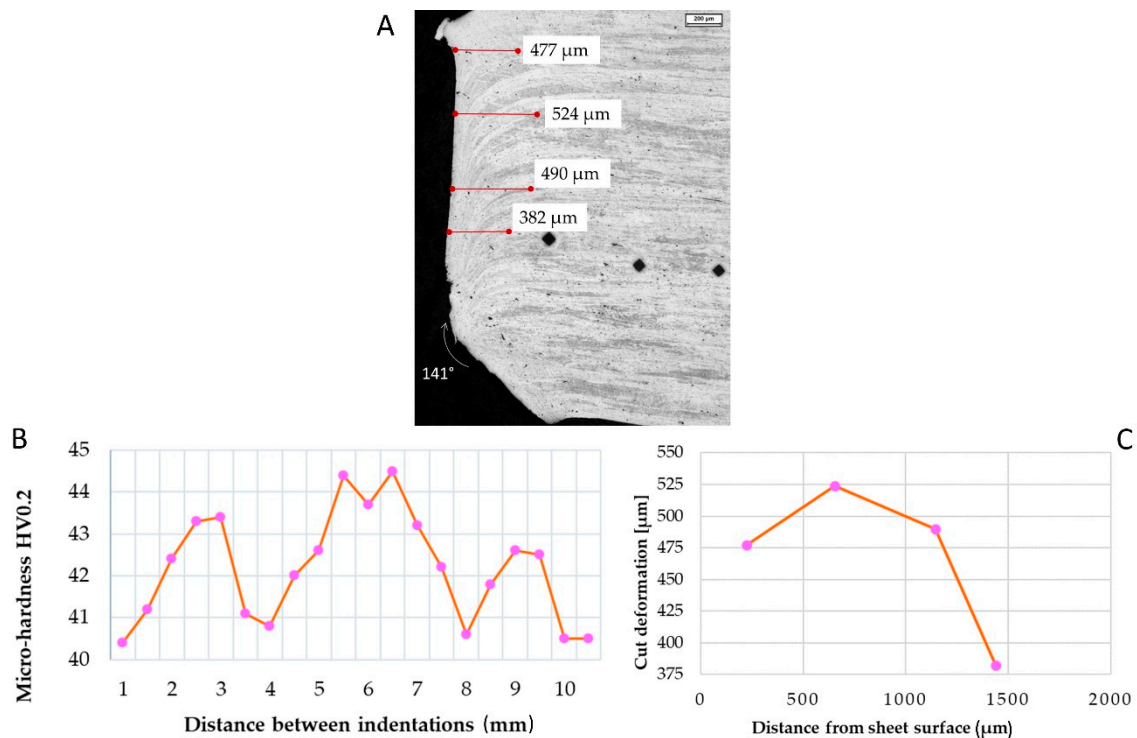 A
200 µm
477 µm
524 µm
490 µm
382 µm
141°
B
Micro-hardness HV0.2
45
44
43
42
41
40
1 2 3 4 5 6 7 8 9 10
Distance between indentations (mm)
C
Cut deformation [µm]
550
525
500
475
450
425
400
375
0 500 1000 1500 2000
Distance from sheet surface (µm)